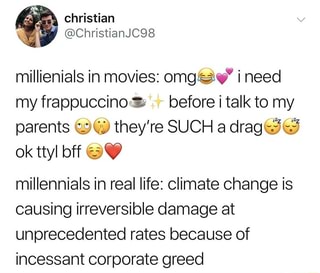 christian
@ChristianJC98
millienials in movies: omg😂💕 i need
my frappuccino☕✨ before i talk to my
parents 🙄🤫 they're SUCH a drag😴😴
ok ttyl bff ☺️❤️
millennials in real life: climate change is
causing irreversible damage at
unprecedented rates because of
incessant corporate greed